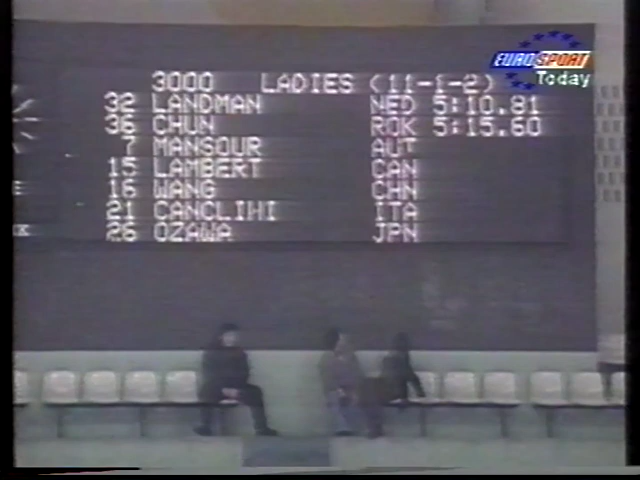 EUROSPORT
Today
3000 LADIES (11-1-2)
32 LANDMAN NED 5:10.81
36 CHUN ROK 5:15.60
7 MANSOUR AUT
15 LAMBERT CAN
16 WANG CHN
21 CANCLIHI ITA
26 OZAWA JPN